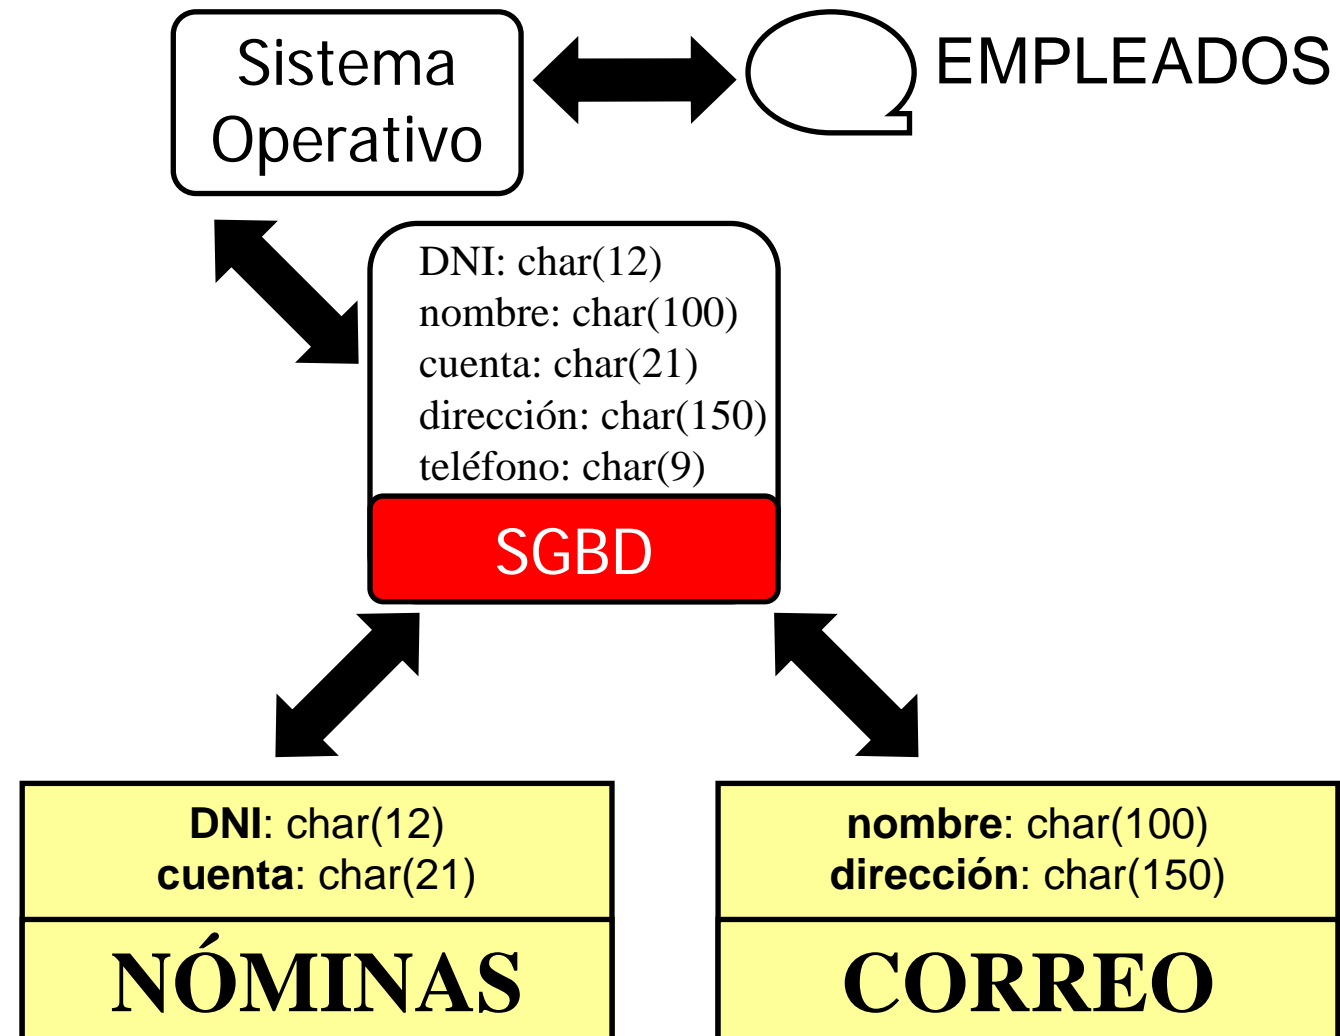 Sistema
Operativo
EMPLEADOS
DNI: char(12)
nombre: char(100)
cuenta: char(21)
dirección: char(150)
teléfono: char(9)
SGBD
DNI: char(12)
cuenta: char(21)
NÓMINAS
nombre: char(100)
dirección: char(150)
CORREO